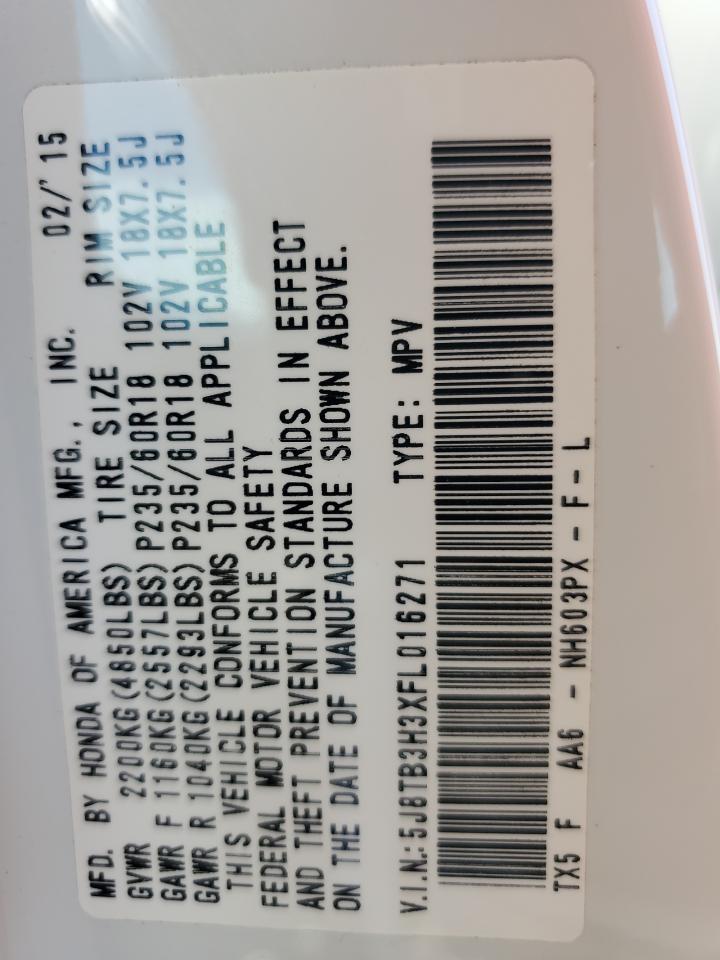 MFD. BY HONDA OF AMERICA MFG., INC. 02/'15
GVWR 2200KG(4850LBS) TIRE SIZE RIM SIZE
GAWR F 1160KG(2557LBS)P235/60R18 102V 18X7.5J
GAWR R 1040KG(2293LBS)P235/60R18 102V 18X7.5J
THIS VEHICLE CONFORMS TO ALL APPLICABLE
FEDERAL MOTOR VEHICLE SAFETY
AND THEFT PREVENTION STANDARDS IN EFFECT
ON THE DATE OF MANUFACTURE SHOWN ABOVE.
V.I.N.:5J8TB3H3XFL016271 TYPE: MPV
TX5 F AA6 - NH603PX - F - L